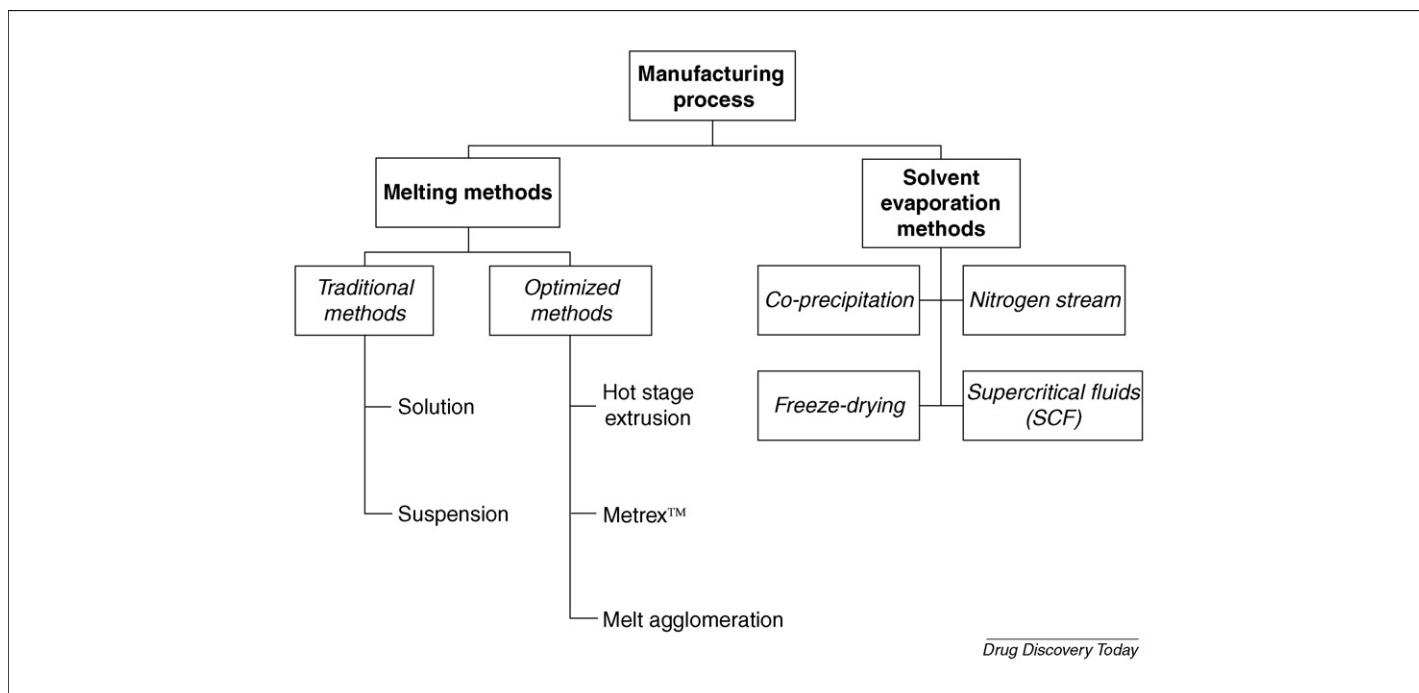 Manufacturing
process
Melting methods
Solvent
evaporation
methods
Traditional
methods
Optimized
methods
Co-precipitation
Nitrogen stream
Solution
Hot stage
extrusion
Freeze-drying
Supercritical fluids
(SCF)
Suspension
Metrex™
Melt agglomeration
Drug Discovery Today